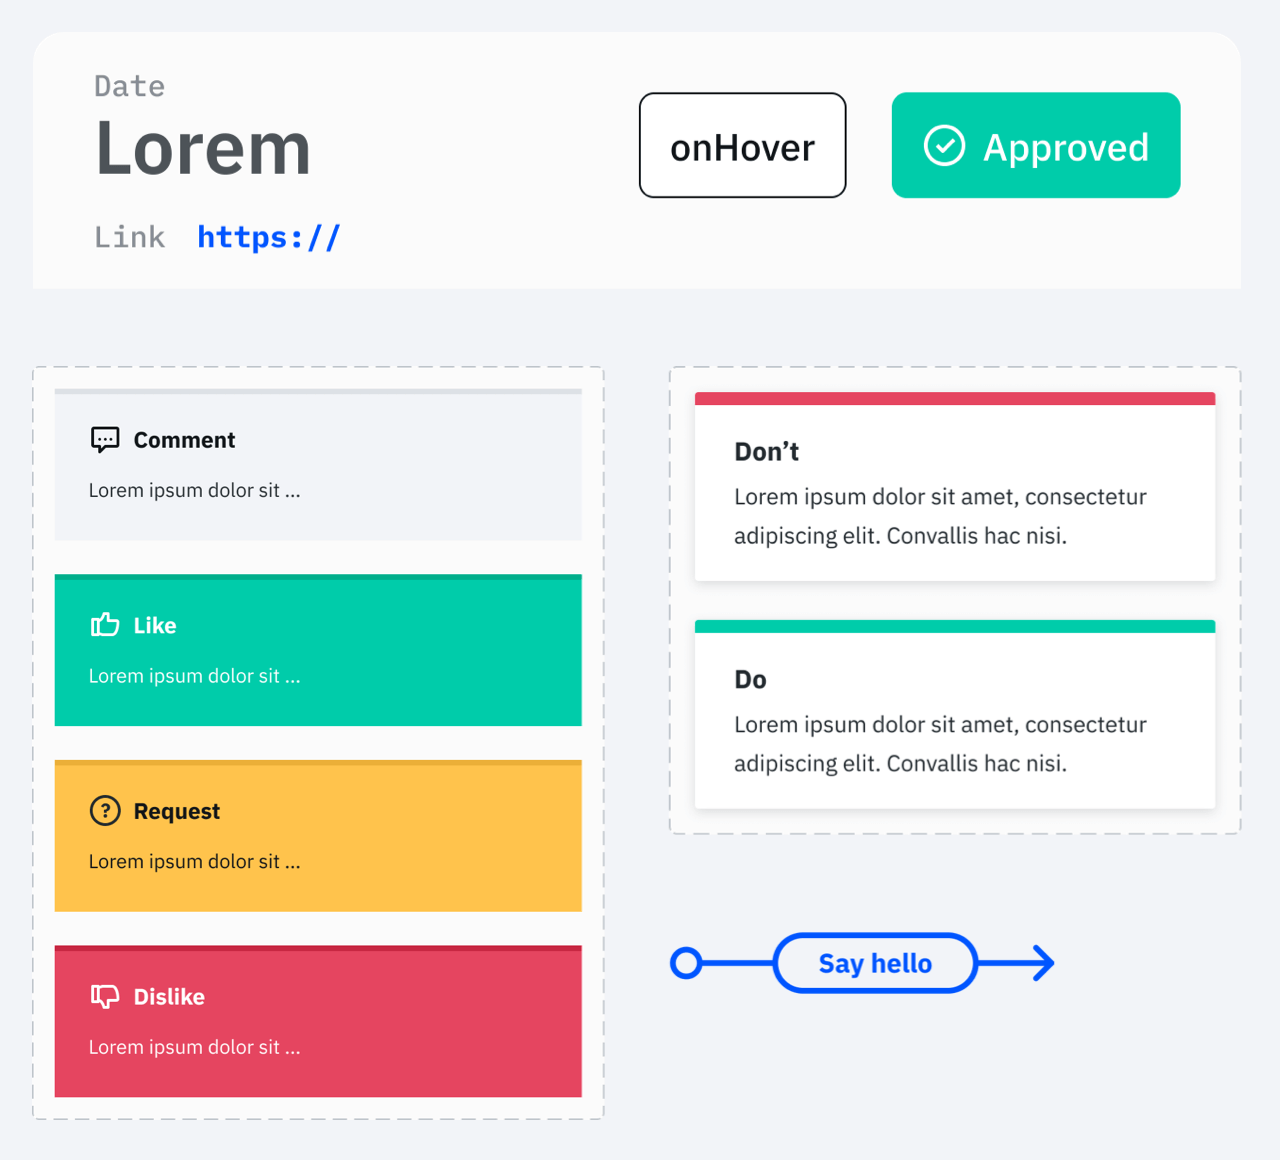 Date
Lorem
Link https://
onHover
Approved
Comment
Lorem ipsum dolor sit ...
Like
Lorem ipsum dolor sit ...
Request
Lorem ipsum dolor sit ...
Dislike
Lorem ipsum dolor sit ...
Don’t
Lorem ipsum dolor sit amet, consectetur
adipiscing elit. Convallis hac nisi.
Do
Lorem ipsum dolor sit amet, consectetur
adipiscing elit. Convallis hac nisi.
Say hello